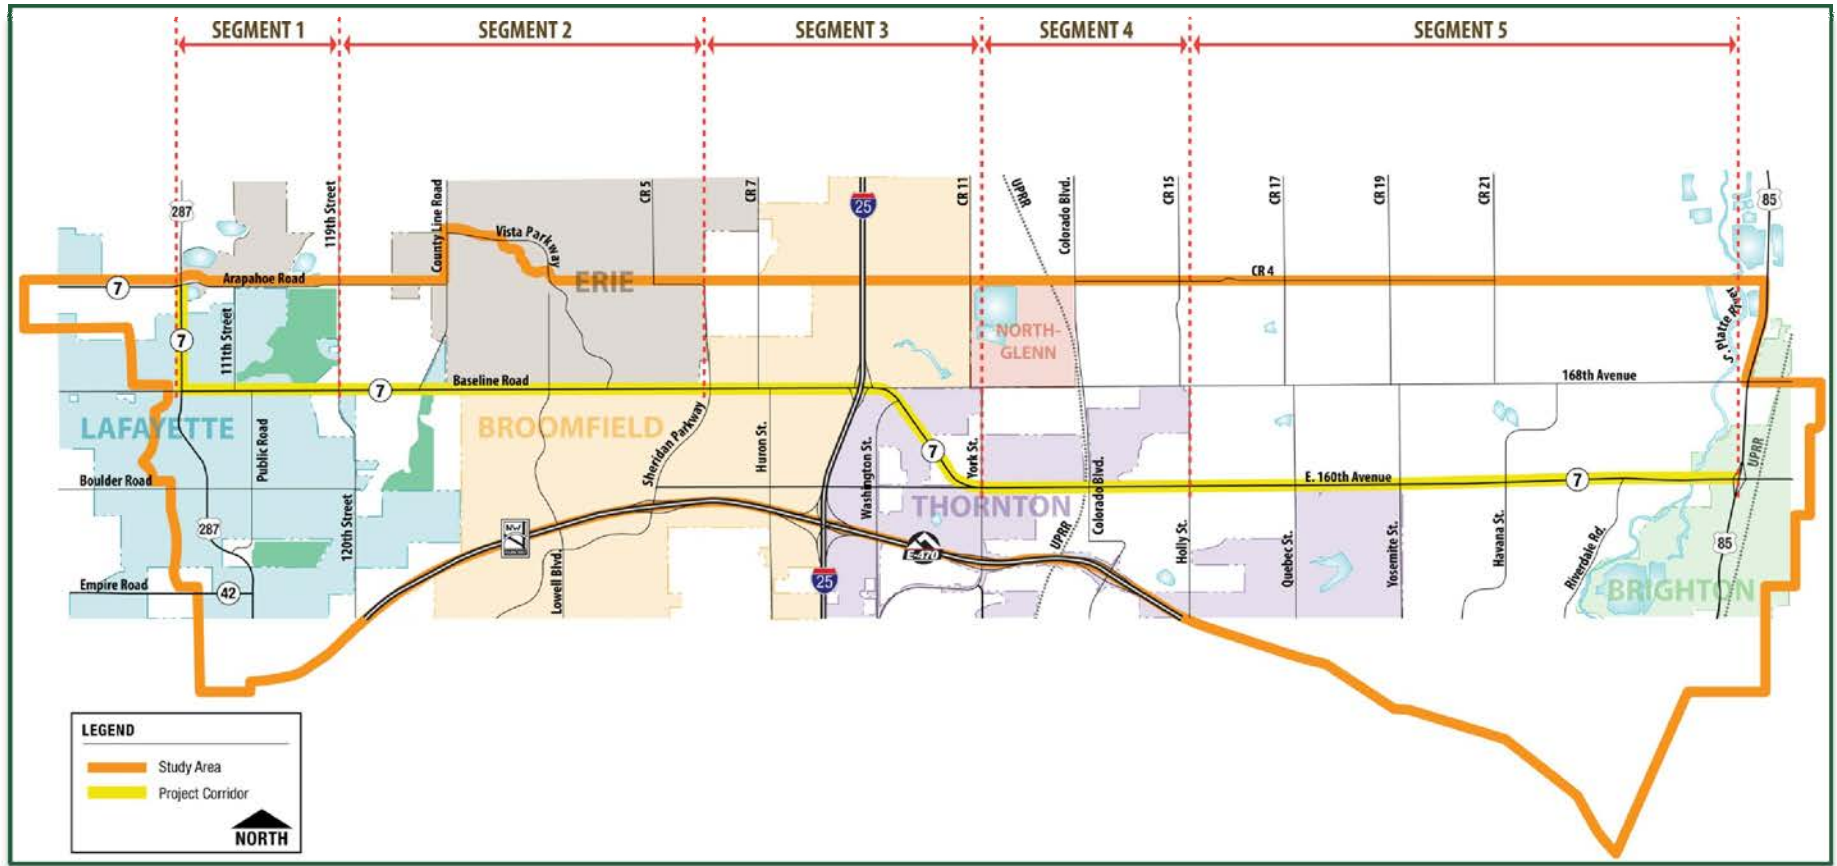 SEGMENT 1
SEGMENT 2
SEGMENT 3
SEGMENT 4
SEGMENT 5
287
119th Street
County Line Road
CR 5
CR 7
25
CR 11
UPRR
Colorado Blvd.
CR 15
CR 17
CR 19
CR 21
85
Vista Parkway
7
Arapahoe Road
ERIE
CR 4
7
111th Street
NORTH-
GLENN
S. Platte River
7
Baseline Road
168th Avenue
LAFAYETTE
Public Road
BROOMFIELD
Sheridan Parkway
Huron St.
Washington St.
7
York St.
Boulder Road
Colorado Blvd.
E. 160th Avenue
7
UPRR
THORNTON
287
120th Street
NW
E-470
UPRR
Holly St.
Quebec St.
Yosemite St.
Havana St.
Riverdale Rd.
85
Empire Road
42
Lowell Blvd.
25
BRIGHTON
LEGEND
Study Area
Project Corridor
NORTH